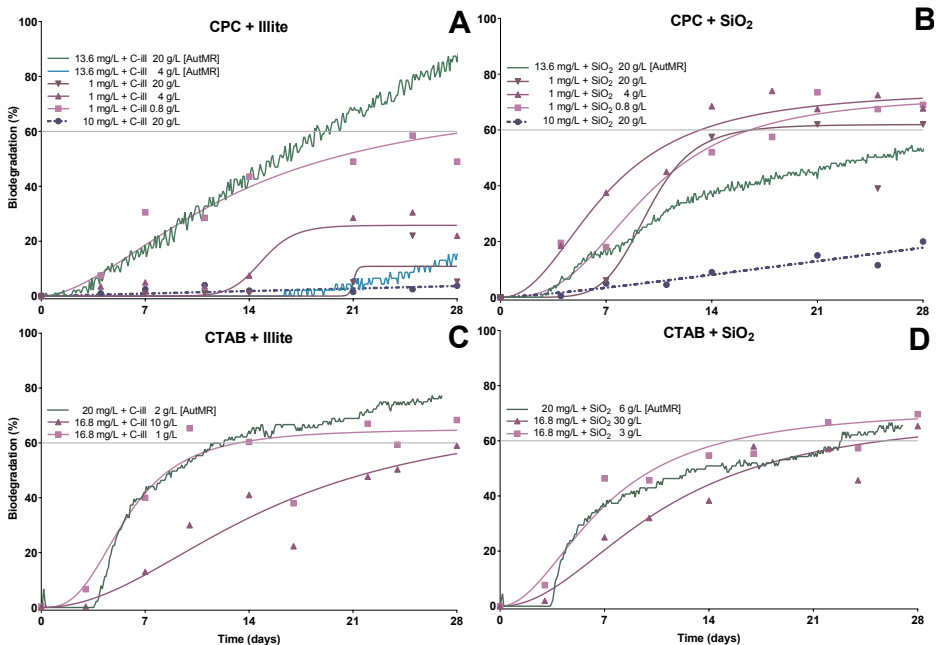 CPC + Illite
A
13.6 mg/L + C-ill 20 g/L [AutMR]
13.6 mg/L + C-ill 4 g/L [AutMR]
1 mg/L + C-ill 20 g/L
1 mg/L + C-ill 4 g/L
1 mg/L + C-ill 0.8 g/L
10 mg/L + C-ill 20 g/L
Biodegradation (%)
100
80
60
40
20
0
0 7 14 21 28
CPC + SiO2
B
13.6 mg/L + SiO2 20 g/L [AutMR]
1 mg/L + SiO2 20 g/L
1 mg/L + SiO2 4 g/L
1 mg/L + SiO2 0.8 g/L
10 mg/L + SiO2 20 g/L
100
80
60
40
20
0
0 7 14 21 28
CTAB + Illite
C
20 mg/L + C-ill 2 g/L [AutMR]
16.8 mg/L + C-ill 10 g/L
16.8 mg/L + C-ill 1 g/L
Biodegradation (%)
100
80
60
40
20
0
0 7 14 21 28
Time (days)
CTAB + SiO2
D
20 mg/L + SiO2 6 g/L [AutMR]
16.8 mg/L + SiO2 30 g/L
16.8 mg/L + SiO2 3 g/L
100
80
60
40
20
0
0 7 14 21 28
Time (days)